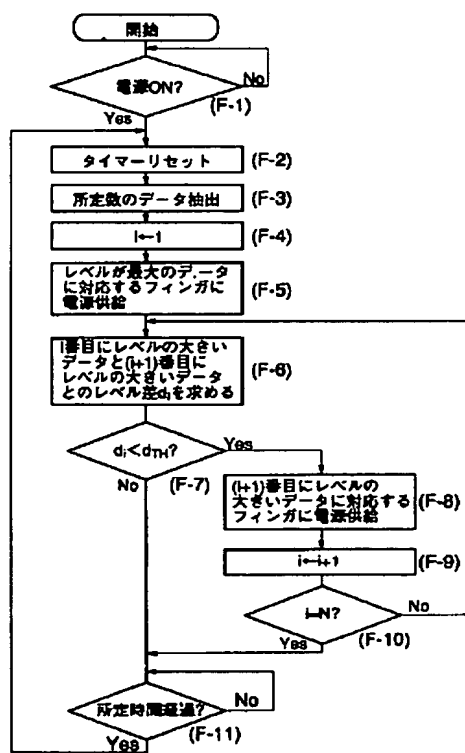 開始
電源ON?
No
(F-1)
Yes
タイマーリセット
(F-2)
所定数のデータ抽出
(F-3)
i←1
(F-4)
レベルが最大のデータ
に対応するフィンガに
電源供給
(F-5)
i番目にレベルの大きい
データと(i+1)番目に
レベルの大きいデータ
とのレベル差diを求める
(F-6)
di<dTH?
Yes
No
(F-7)
(i+1)番目にレベルの
大きいデータに対応する
フィンガに電源供給
(F-8)
i←i+1
(F-9)
i=N?
No
Yes
(F-10)
所定時間経過?
No
Yes
(F-11)